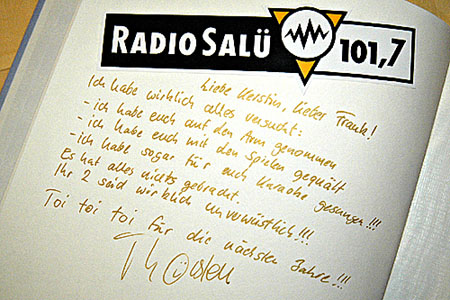 RADIO SALÜ 101,7
Liebe Kerstin, lieber Frank!
Ich habe wirklich alles versucht:
- ich habe euch auf den Arm genommen
- ich habe euch mit den Spielen gequält
- ich habe sogar für euch Karaoke gesungen!!!
Es hat alles nichts gebracht.
Ihr 2 seid wirklich unverwüstlich!!!
Toi toi toi für die nächsten Jahre!!!
Thorsten